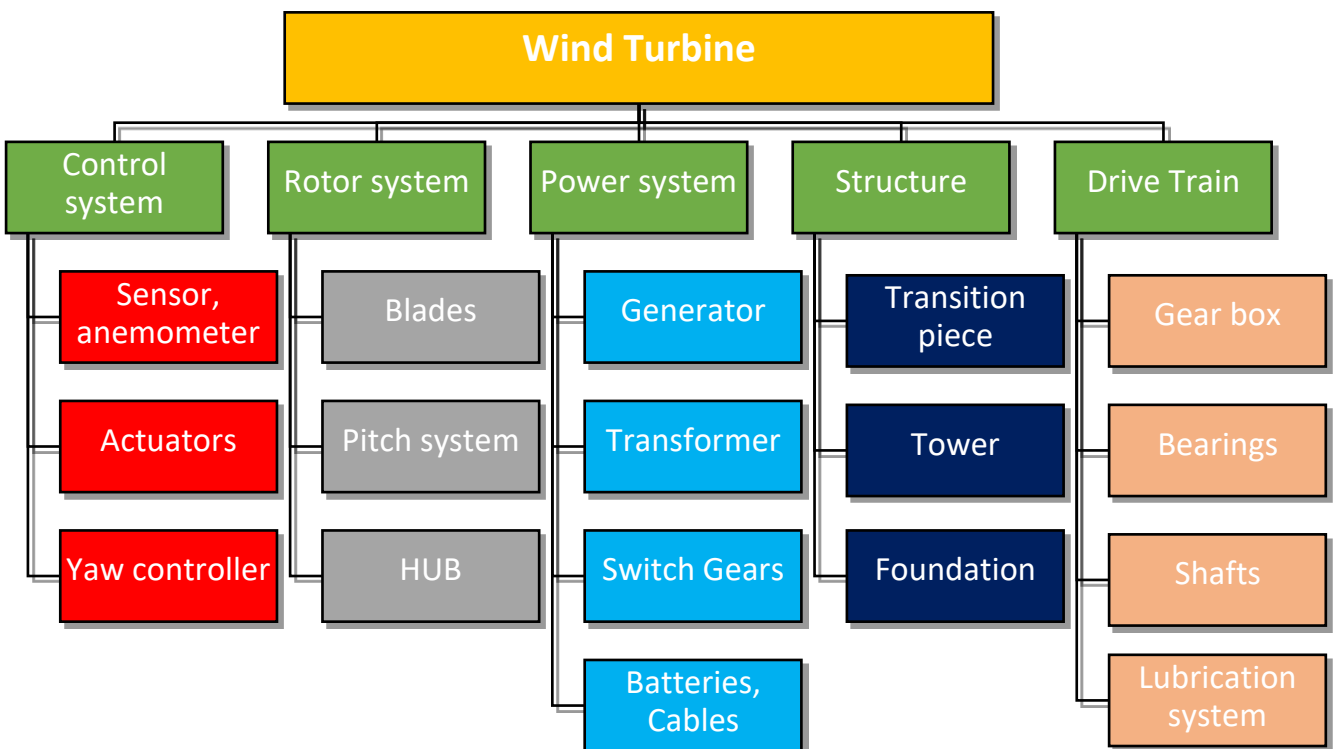 Wind Turbine
Control
system
Rotor system
Power system
Structure
Drive Train
Sensor,
anemometer
Blades
Generator
Transition
piece
Gear box
Actuators
Pitch system
Transformer
Tower
Bearings
Yaw controller
HUB
Switch Gears
Foundation
Shafts
Batteries,
Cables
Lubrication
system